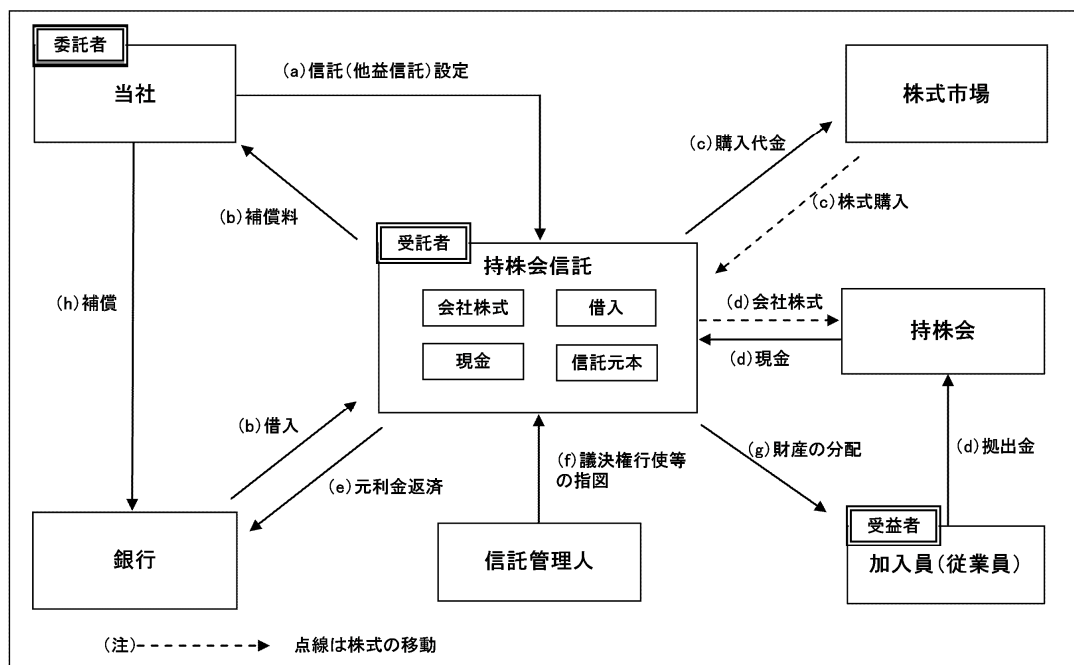 委託者
当社
(a)信託(他益信託)設定
株式市場
(c)購入代金
(b)補償料
(c)株式購入
受託者
持株会信託
(h)補償
会社株式
借入
(d)会社株式
持株会
現金
信託元本
(d)現金
(b)借入
(f)議決権行使等
の指図
(g)財産の分配
(d)拠出金
(e)元利金返済
銀行
信託管理人
受益者
加入員(従業員)
(注)
点線は株式の移動